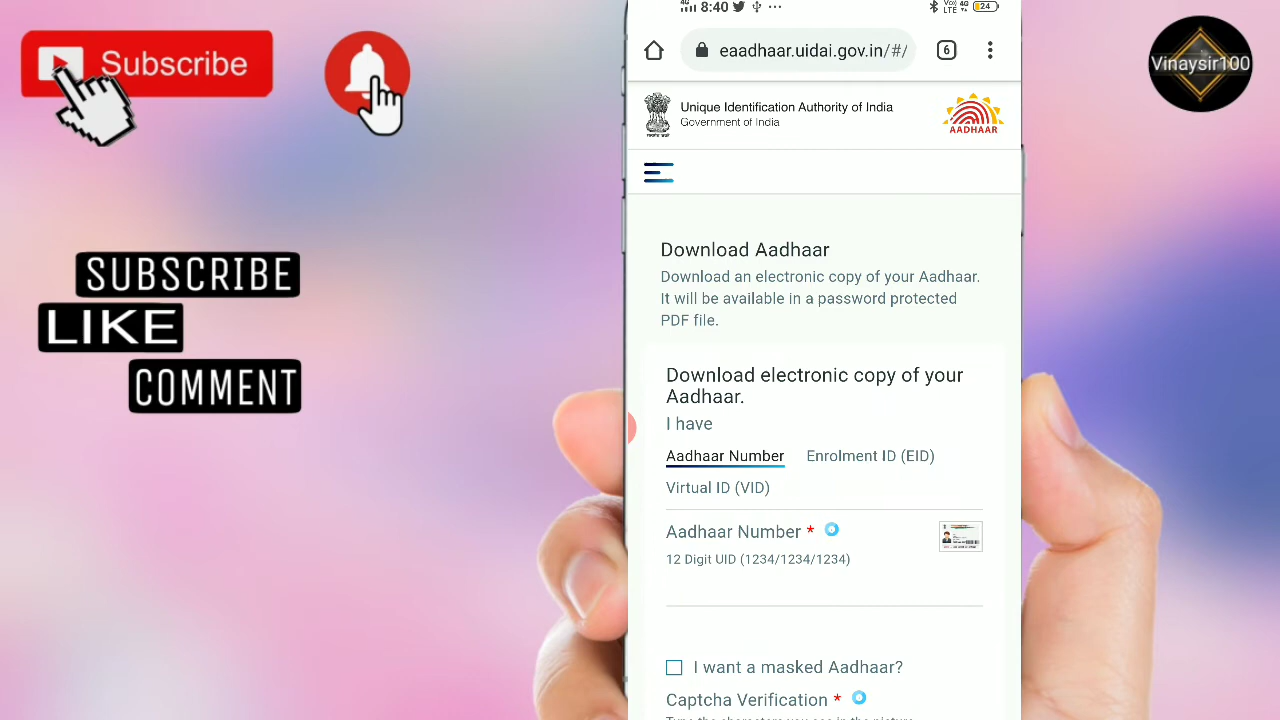 Subscribe
SUBSCRIBE
LIKE
COMMENT
8:40
24
eaadhaar.uidai.gov.in/#/
6
Unique Identification Authority of India
Government of India
AADHAAR
Download Aadhaar
Download an electronic copy of your Aadhaar.
It will be available in a password protected
PDF file.
Download electronic copy of your
Aadhaar.
I have
Aadhaar Number Enrolment ID (EID)
Virtual ID (VID)
Aadhaar Number *
12 Digit UID (1234/1234/1234)
I want a masked Aadhaar?
Captcha Verification *
Vinaysir100